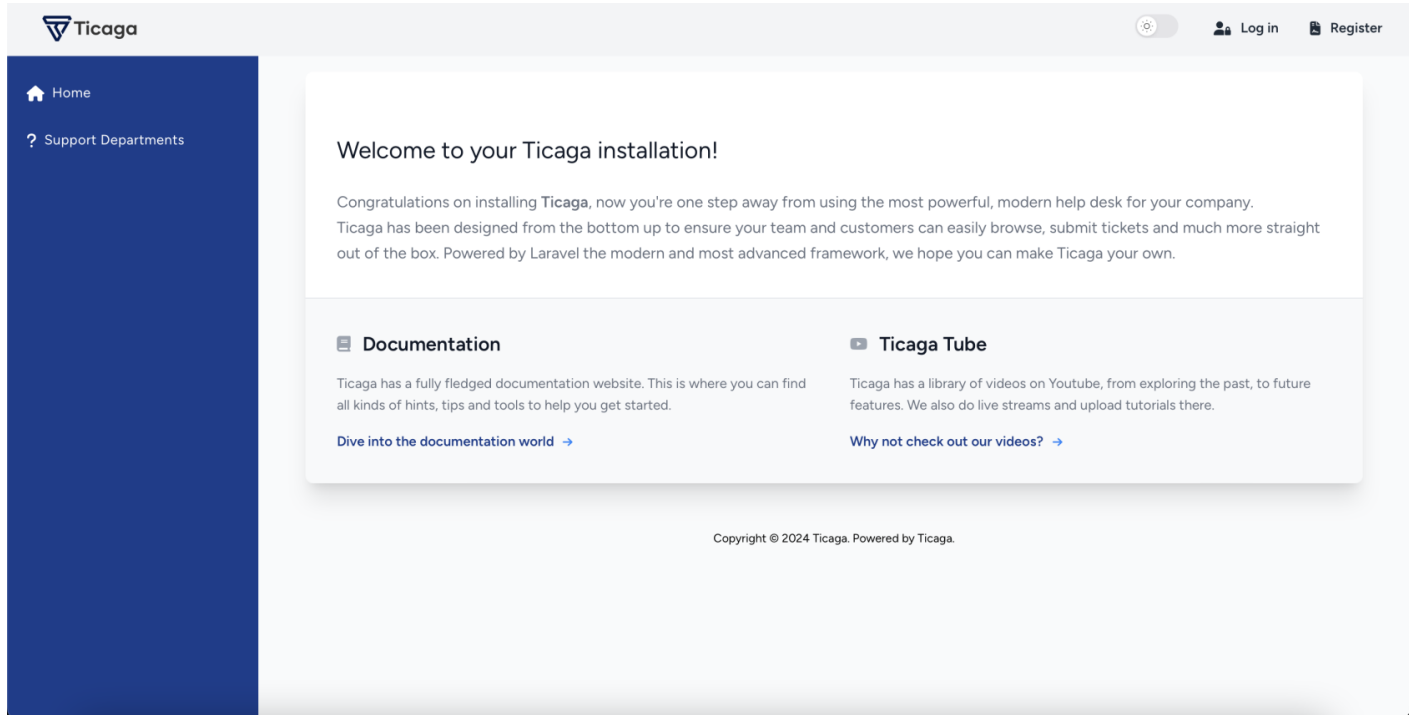 Ticaga
Log in
Register
Home
? Support Departments
Welcome to your Ticaga installation!
Congratulations on installing Ticaga, now you're one step away from using the most powerful, modern help desk for your company.
Ticaga has been designed from the bottom up to ensure your team and customers can easily browse, submit tickets and much more straight
out of the box. Powered by Laravel the modern and most advanced framework, we hope you can make Ticaga your own.
Documentation
Ticaga has a fully fledged documentation website. This is where you can find
all kinds of hints, tips and tools to help you get started.
Dive into the documentation world →
Ticaga Tube
Ticaga has a library of videos on Youtube, from exploring the past, to future
features. We also do live streams and upload tutorials there.
Why not check out our videos? →
Copyright © 2024 Ticaga. Powered by Ticaga.